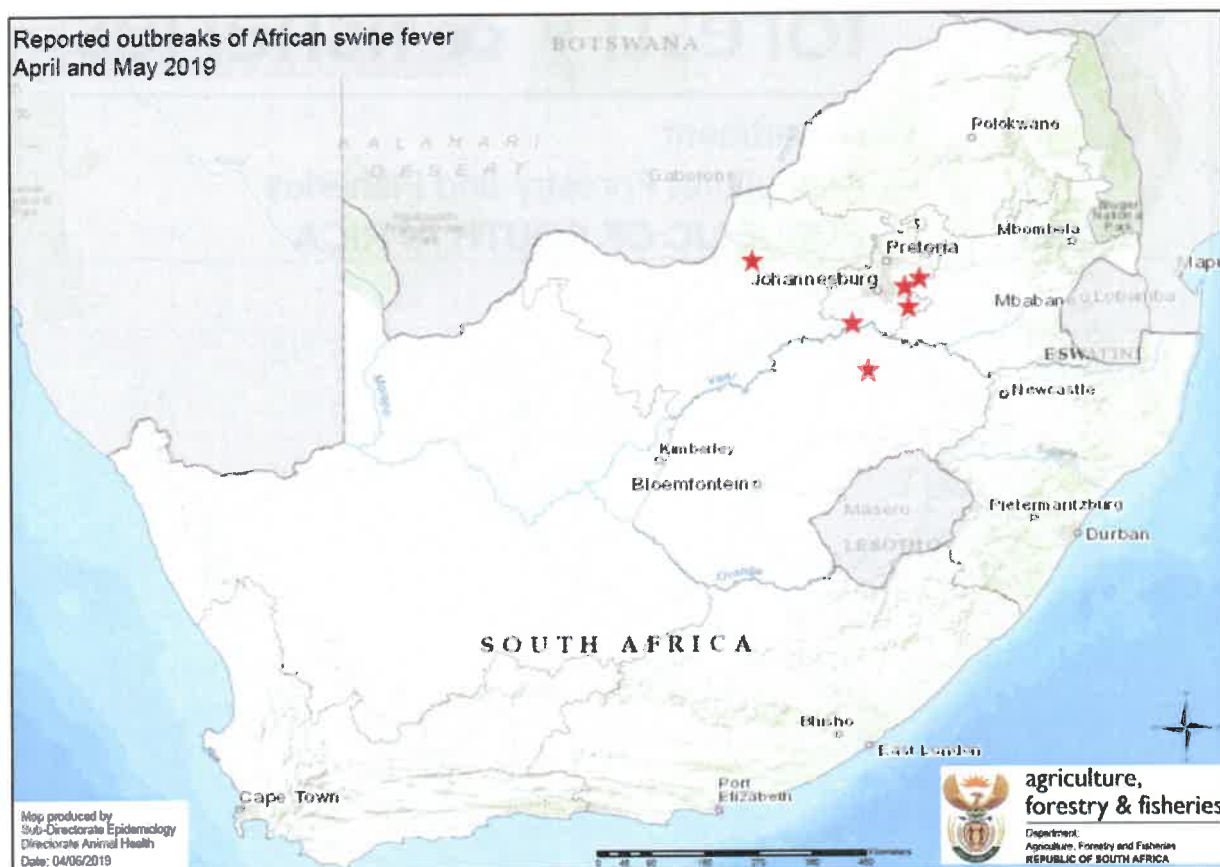 Reported outbreaks of African swine fever
April and May 2019
BOTSWANA
KALAHARI
DESERT
Gaborone
Polokwane
Kruger
National
Park
Mbombela
Pretoria
Johannesburg
Mbabane
Lobamba
ESWATINI
Newcastle
Vaal
Molopo
Kimberley
Bloemfontein
Maseru
LESOTHO
Pietermaritzburg
Durban
Orange
SOUTH AFRICA
Bhisho
East London
Port
Elizabeth
Cape Town
Map produced by
Sub-Directorate Epidemiology
Directorate Animal Health
Date: 04/06/2019
Kilometers
agriculture,
forestry & fisheries
Department:
Agriculture, Forestry and Fisheries
REPUBLIC OF SOUTH AFRICA